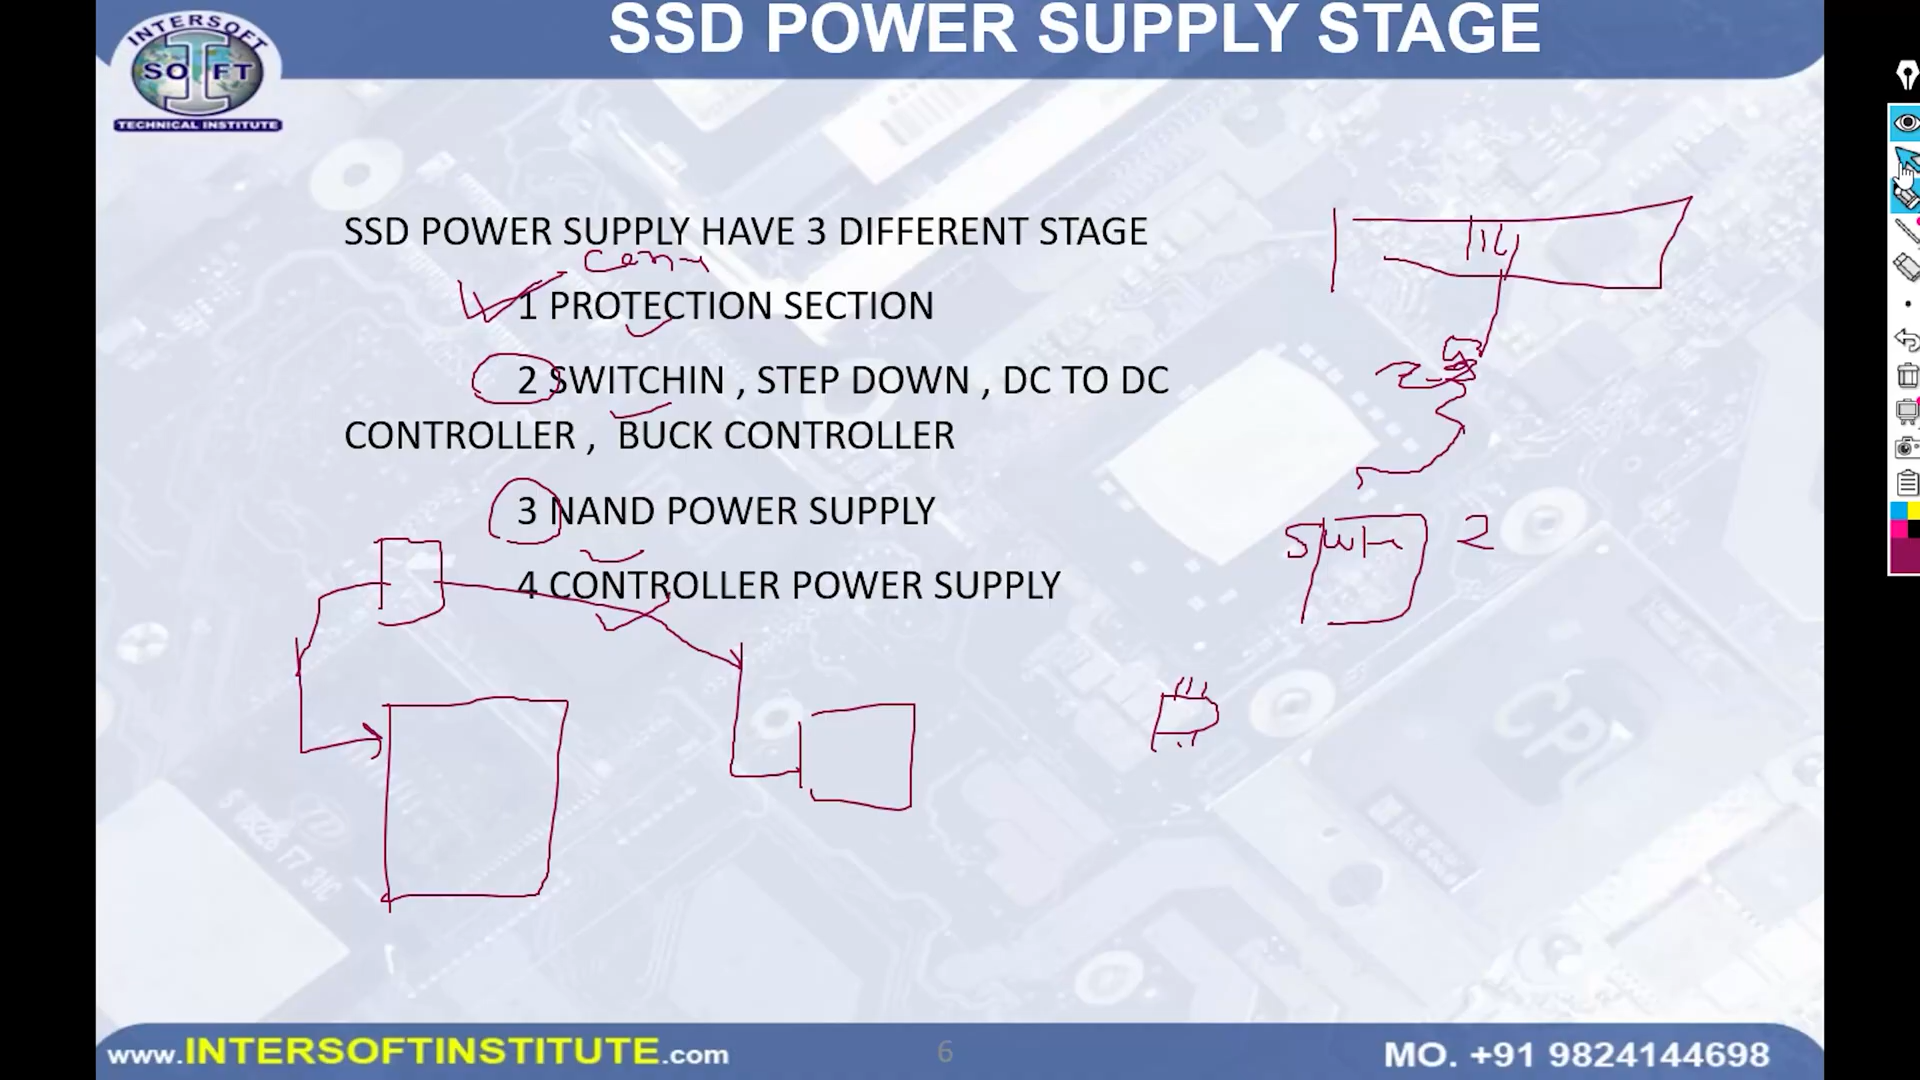 SSD POWER SUPPLY STAGE
INTERSOFT
SOFT
TECHNICAL INSTITUTE
SSD POWER SUPPLY HAVE 3 DIFFERENT STAGE
1 PROTECTION SECTION
2 SWITCHIN , STEP DOWN , DC TO DC
CONTROLLER , BUCK CONTROLLER
3 NAND POWER SUPPLY
2
4 CONTROLLER POWER SUPPLY
CPU
www.INTERSOFTINSTITUTE.com
6
MO. +91 9824144698